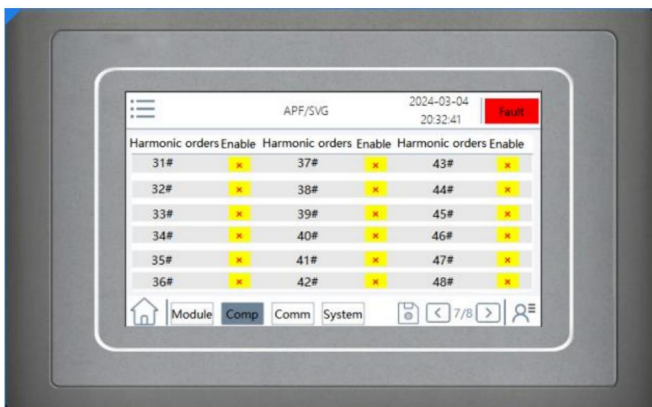 APF/SVG
2024-03-04
20:32:41
Fault
Harmonic orders Enable Harmonic orders Enable Harmonic orders Enable
31# × 37# × 43# ×
32# × 38# × 44# ×
33# × 39# × 45# ×
34# × 40# × 46# ×
35# × 41# × 47# ×
36# × 42# × 48# ×
Module Comp Comm System < 7/8 >